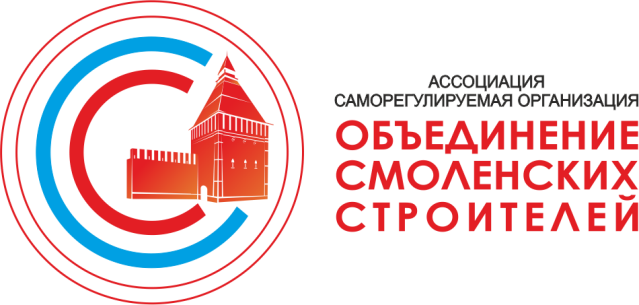 АССОЦИАЦИЯ
САМОРЕГУЛИРУЕМАЯ ОРГАНИЗАЦИЯ
ОБЪЕДИНЕНИЕ
СМОЛЕНСКИХ
СТРОИТЕЛЕЙ